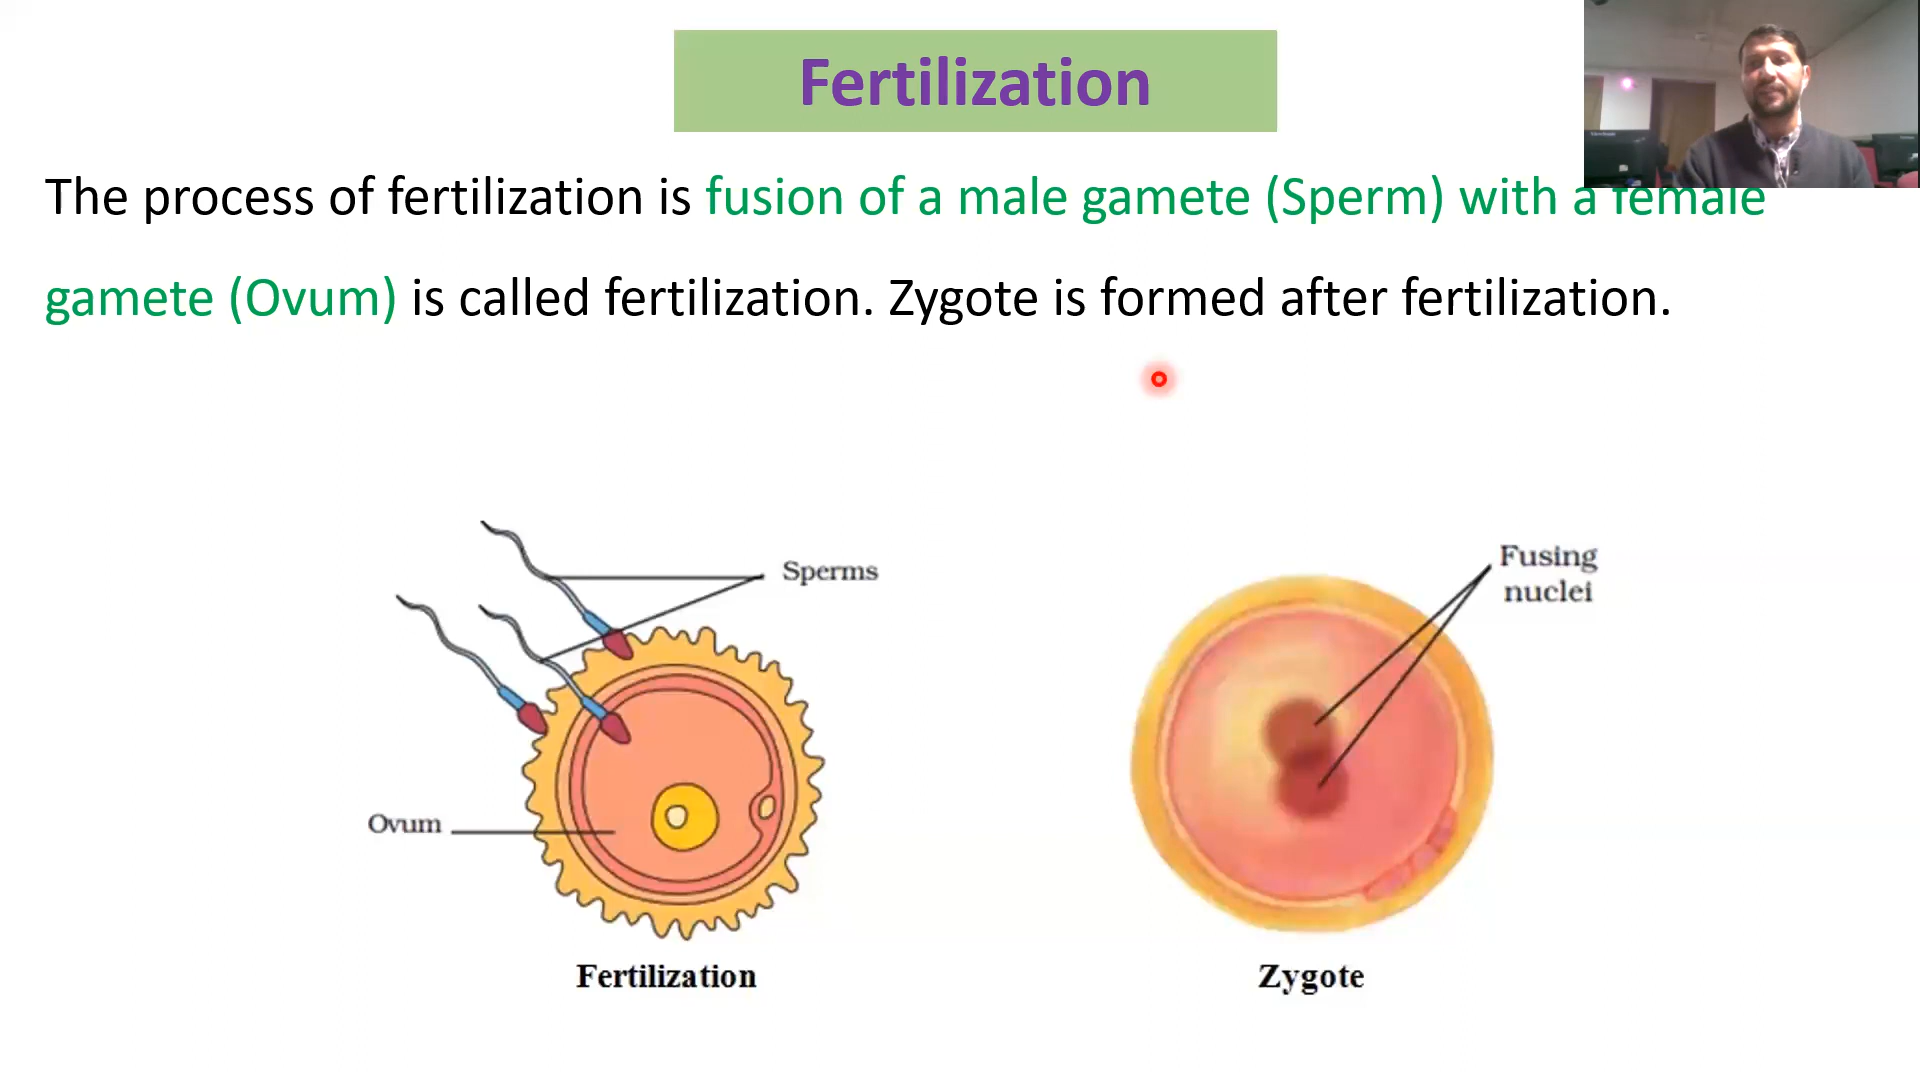 Fertilization
The process of fertilization is fusion of a male gamete (Sperm) with a female
gamete (Ovum) is called fertilization. Zygote is formed after fertilization.
Sperms
Fusing
nuclei
Ovum
Fertilization
Zygote